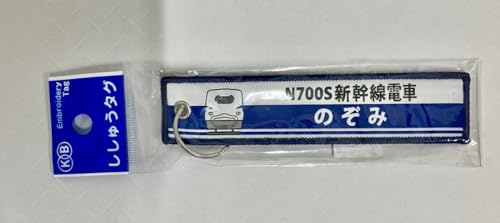 Embroidery
Tag
ししゅうタグ
KB
N700S新幹線電車
のぞみ